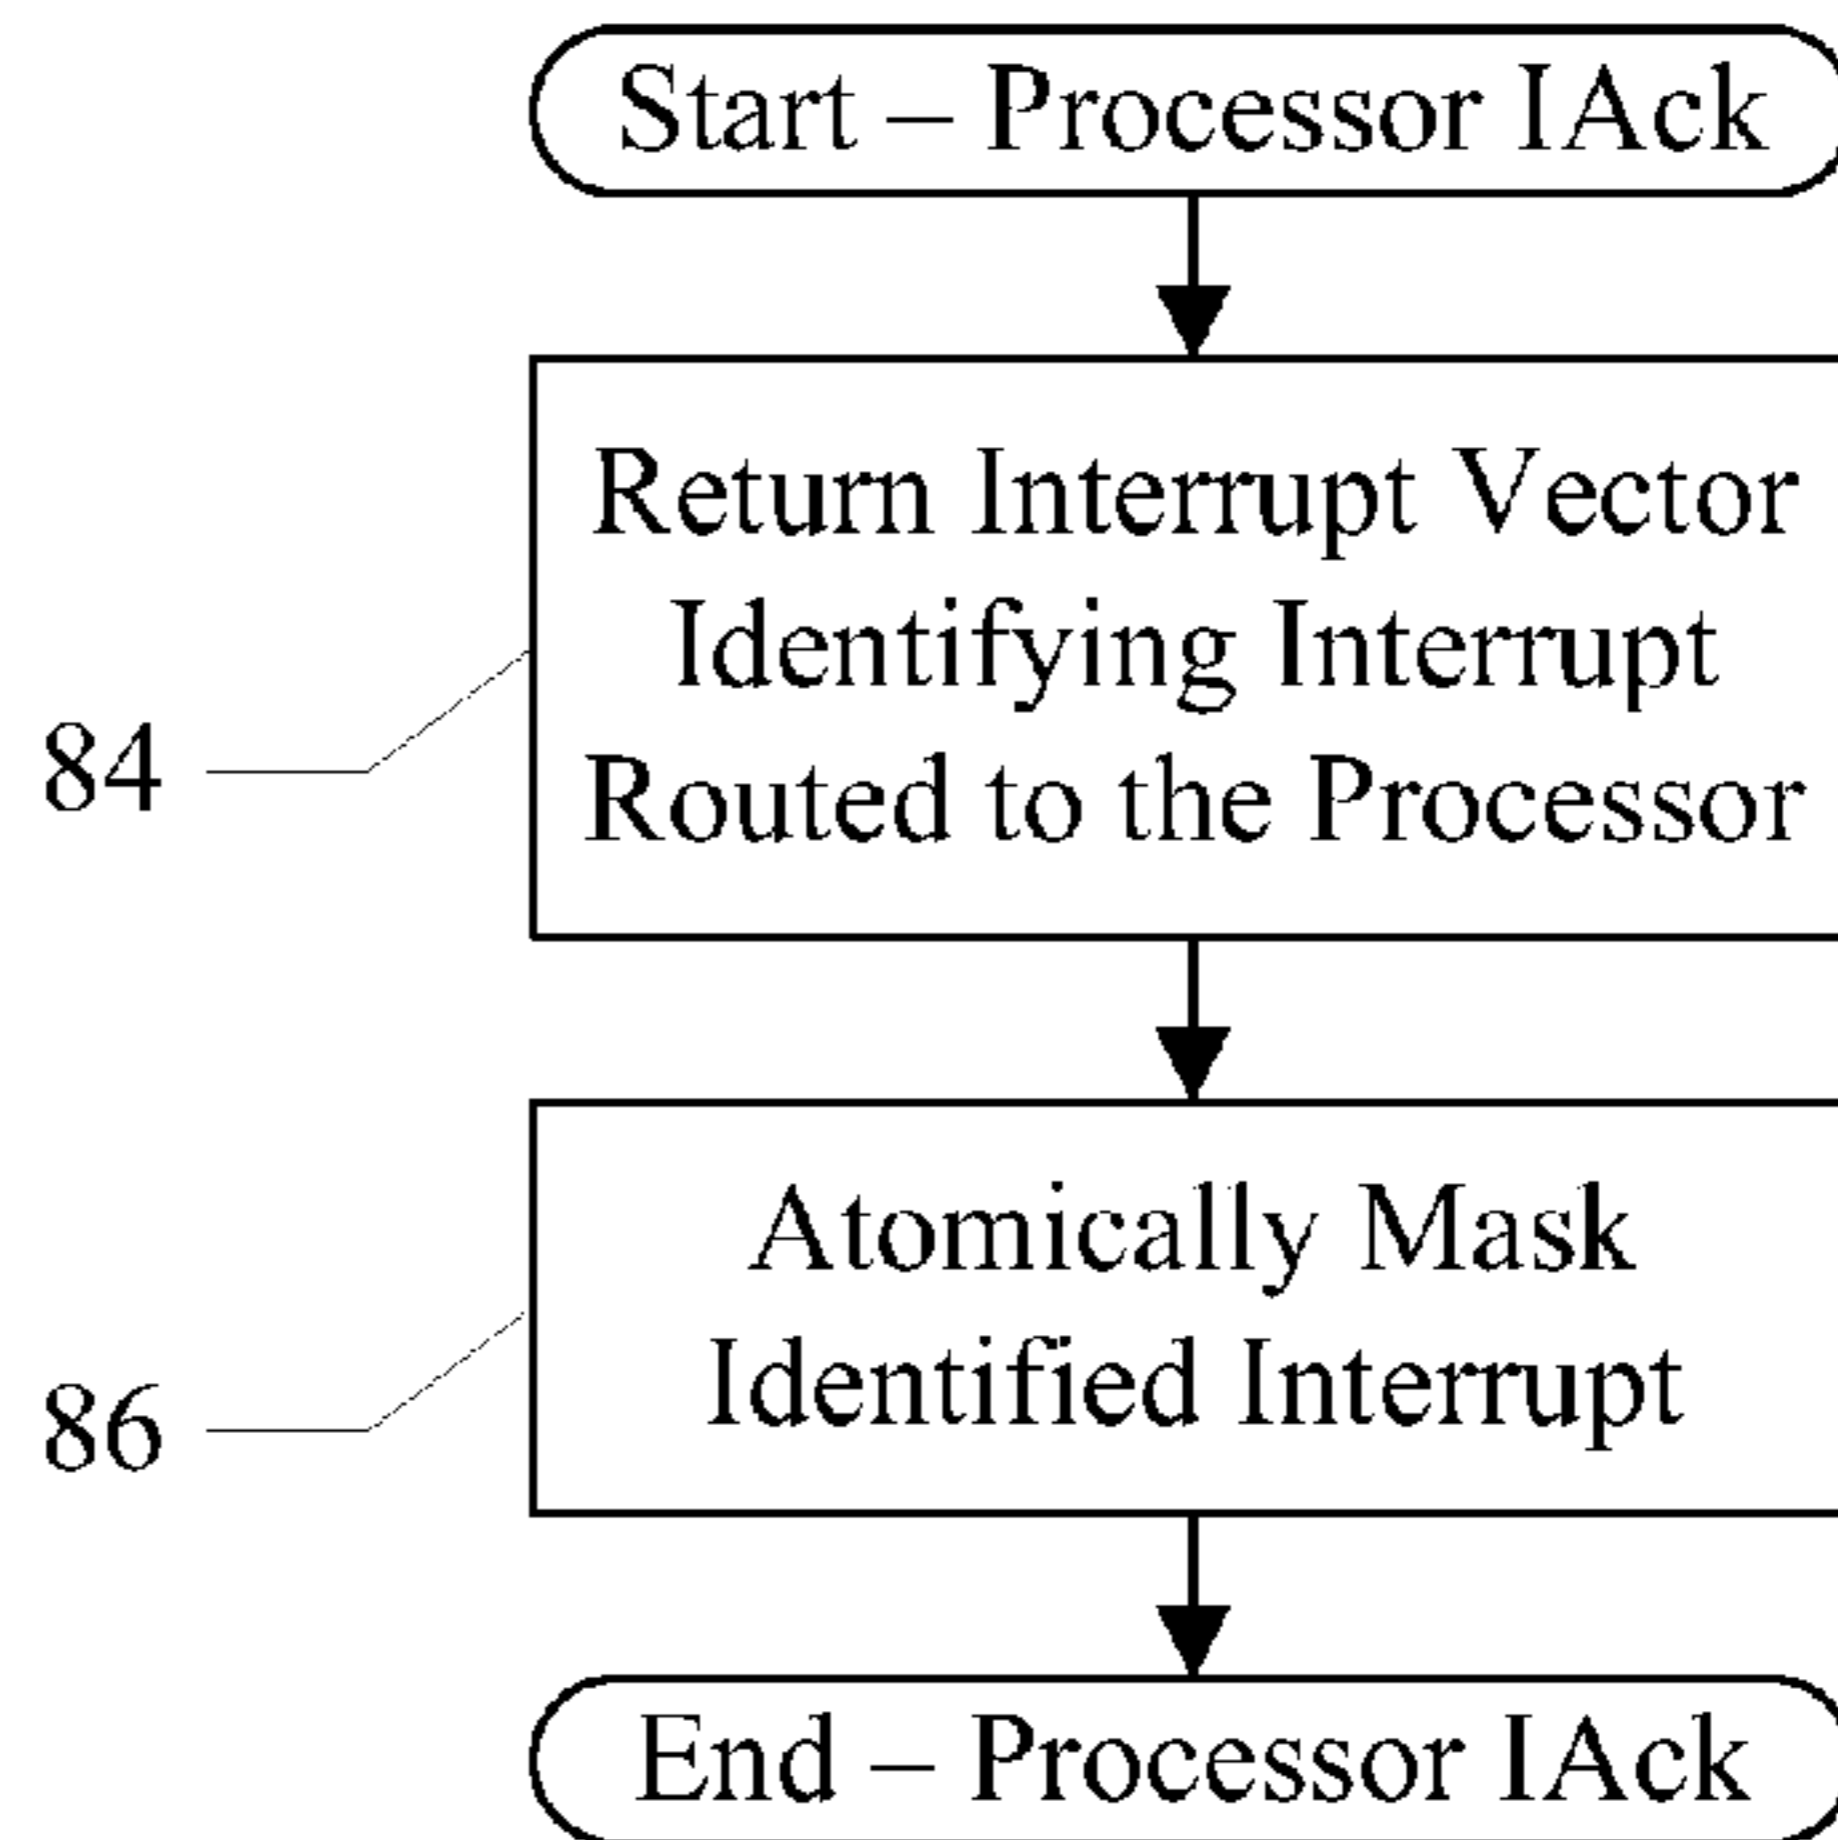 Start – Processor IAck
Return Interrupt Vector
Identifying Interrupt
Routed to the Processor
84
Atomically Mask
Identified Interrupt
86
End – Processor IAck